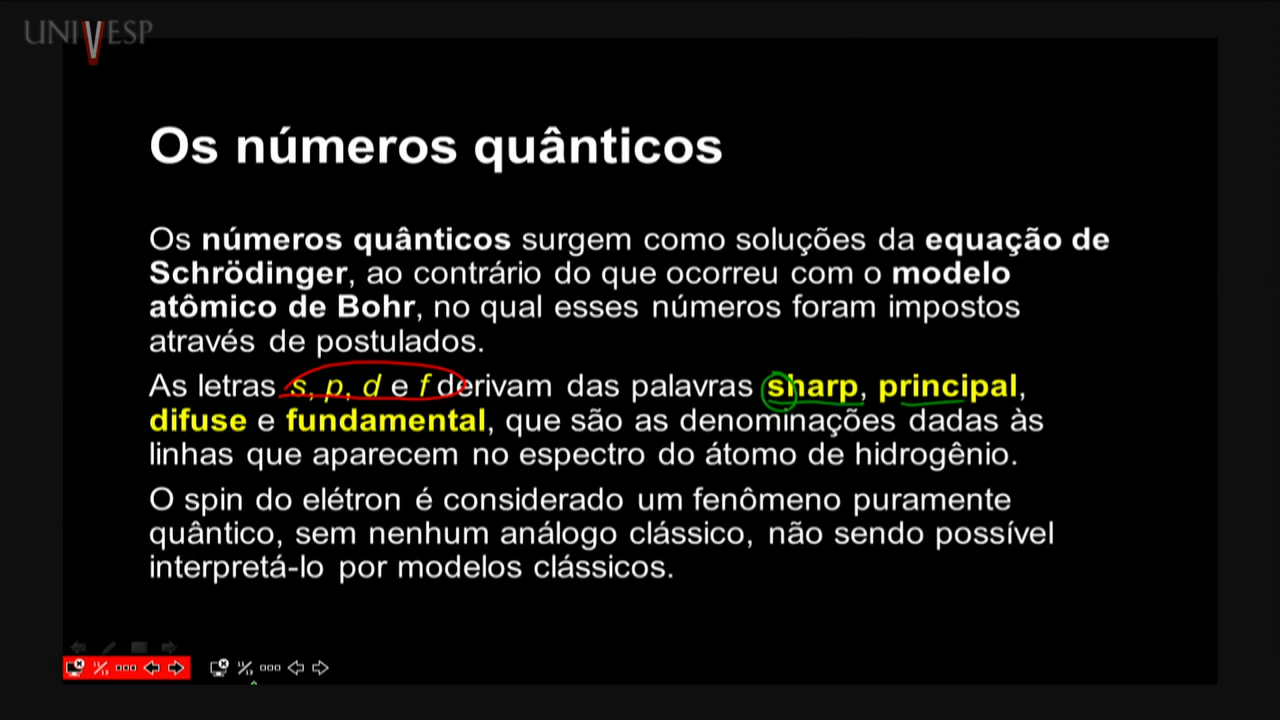 UNIVESP
Os números quânticos
Os números quânticos surgem como soluções da equação de
Schrödinger, ao contrário do que ocorreu com o modelo
atômico de Bohr, no qual esses números foram impostos
através de postulados.
As letras s, p, d e f derivam das palavras sharp, principal,
difuse e fundamental, que são as denominações dadas às
linhas que aparecem no espectro do átomo de hidrogênio.
O spin do elétron é considerado um fenômeno puramente
quântico, sem nenhum análogo clássico, não sendo possível
interpretá-lo por modelos clássicos.